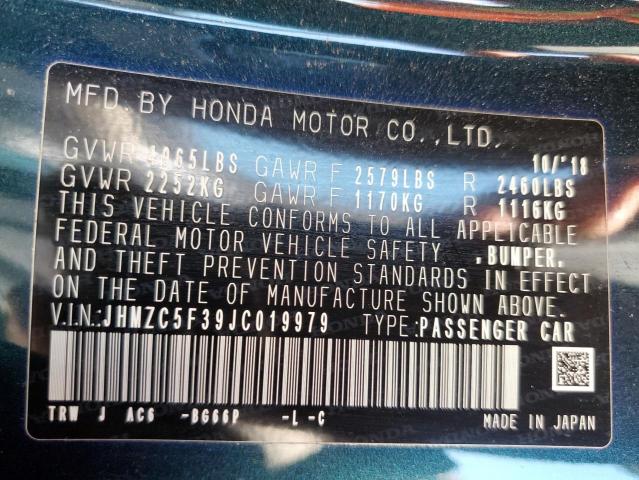 MFD. BY HONDA MOTOR CO.,LTD.
10/'18
GVWR 4965LBS GAWR F 2579LBS R 2460LBS
GVWR 2252KG GAWR F 1170KG R 1116KG
THIS VEHICLE CONFORMS TO ALL APPLICABLE
FEDERAL MOTOR VEHICLE SAFETY, BUMPER,
AND THEFT PREVENTION STANDARDS IN EFFECT
ON THE DATE OF MANUFACTURE SHOWN ABOVE.
V.I.N.:JHMZC5F39JC019979 TYPE:PASSENGER CAR
TRW J AC6 -BG66P -L -C
MADE IN JAPAN